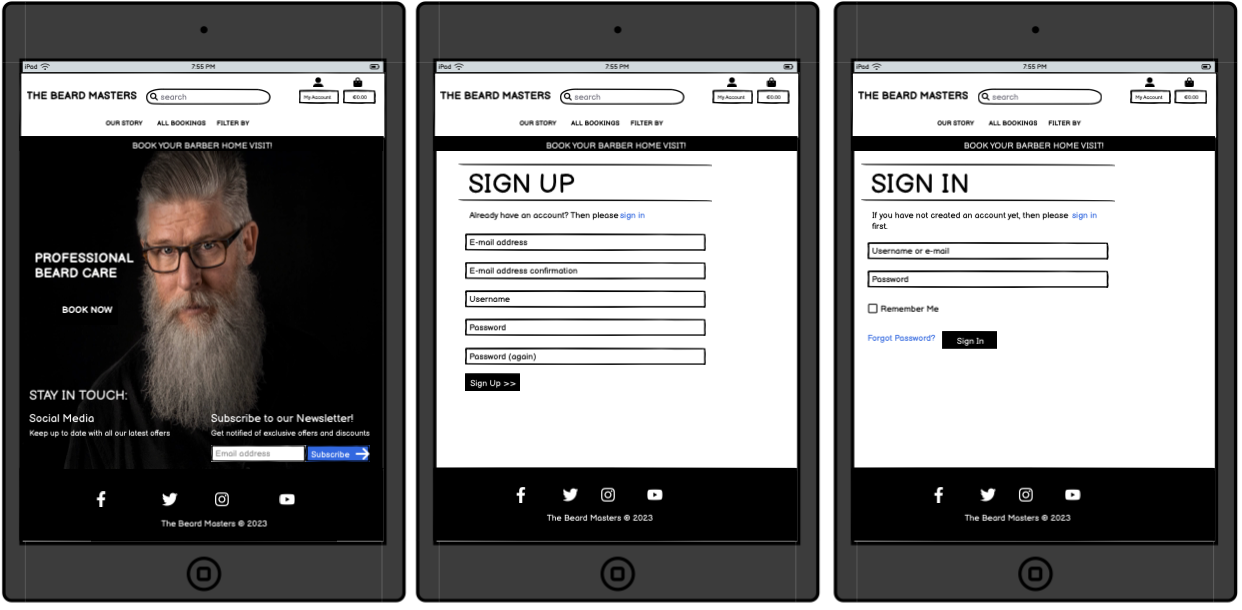 iPad
7:55 PM
THE BEARD MASTERS
search
My Account
€0.00
OUR STORY
ALL BOOKINGS
FILTER BY
BOOK YOUR BARBER HOME VISIT!
PROFESSIONAL
BEARD CARE
BOOK NOW
STAY IN TOUCH:
Social Media
Keep up to date with all our latest offers
Subscribe to our Newsletter!
Get notified of exclusive offers and discounts
Email address
Subscribe
The Beard Masters © 2023
iPad
7:55 PM
THE BEARD MASTERS
search
My Account
€0.00
OUR STORY
ALL BOOKINGS
FILTER BY
BOOK YOUR BARBER HOME VISIT!
SIGN UP
Already have an account? Then please sign in
E-mail address
E-mail address confirmation
Username
Password
Password (again)
Sign Up >>
The Beard Masters © 2023
iPad
7:55 PM
THE BEARD MASTERS
search
My Account
€0.00
OUR STORY
ALL BOOKINGS
FILTER BY
BOOK YOUR BARBER HOME VISIT!
SIGN IN
If you have not created an account yet, then please sign in
first.
Username or e-mail
Password
Remember Me
Forgot Password?
Sign In
The Beard Masters © 2023